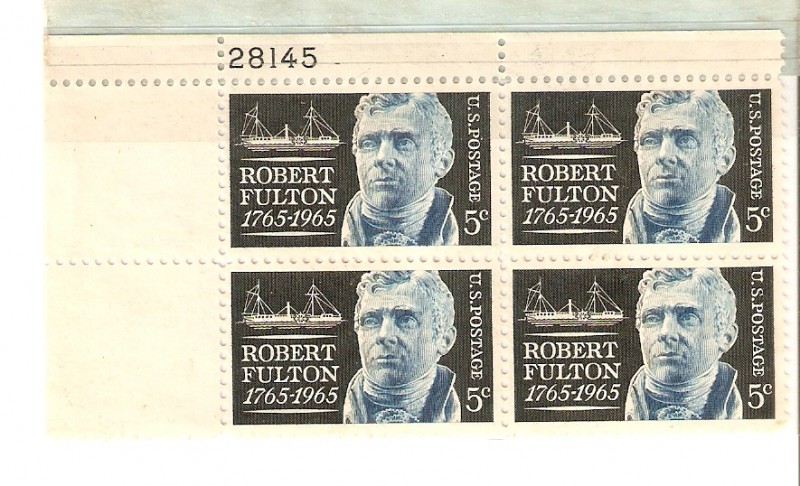 28145
ROBERT
FULTON
1765-1965
U.S.POSTAGE
5c
ROBERT
FULTON
1765-1965
U.S.POSTAGE
5c
ROBERT
FULTON
1765-1965
U.S.POSTAGE
5c
ROBERT
FULTON
1765-1965
U.S.POSTAGE
5c